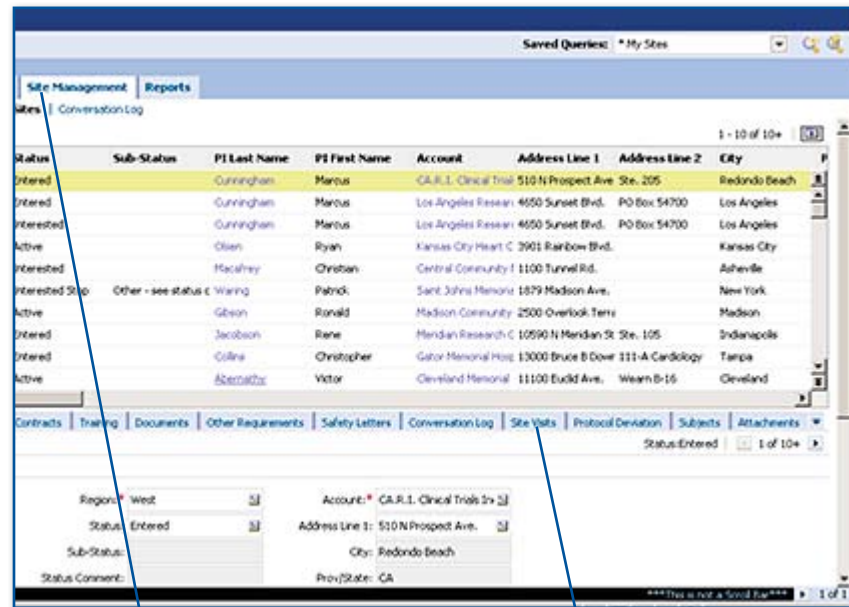 Saved Queries: * My Sites
Site Management Reports
Sites | Conversation Log
1 - 10 of 10+
Status Sub-Status PI Last Name PI First Name Account Address Line 1 Address Line 2 City P
Entered Cunningham Marcus CA.R.I. Clinical Trial 510 N Prospect Ave Ste. 205 Redondo Beach
Entered Cunningham Marcus Los Angeles Resear 4650 Sunset Blvd. PO Box 54700 Los Angeles
Interested Cunningham Marcus Los Angeles Resear 4650 Sunset Blvd. PO Box 54700 Los Angeles
Active Olsen Ryan Kansas City Heart C 3901 Rainbow Blvd. Kansas City
Interested Macafrey Christian Central Community 1100 Tunnel Rd. Asheville
Interested Stop Other - see status c Waring Patrick Saint Johns Memoria 1879 Madison Ave. New York
Active Gibson Ronald Madison Community 2500 Overlook Terra Madison
Entered Jacobson Rene Meridian Research C 10590 N Meridian St Ste. 105 Indianapolis
Entered Collins Christopher Gator Memorial Hosp 13000 Bruce B Down 111-A Cardiology Tampa
Active Abernathy Victor Cleveland Memorial 11100 Euclid Ave. Wearn B-16 Cleveland
Contracts | Training | Documents | Other Requirements | Safety Letters | Conversation Log | Site Visits | Protocol Deviation | Subjects | Attachments
Status:Entered 1 of 10+
Region:* West Account:* CA.R.I. Clinical Trials In
Status: Entered Address Line 1: 510 N Prospect Ave.
Sub-Status: City: Redondo Beach
Status Comment: Prov/State: CA
***This is not a Scroll Bar*** 1 of 1